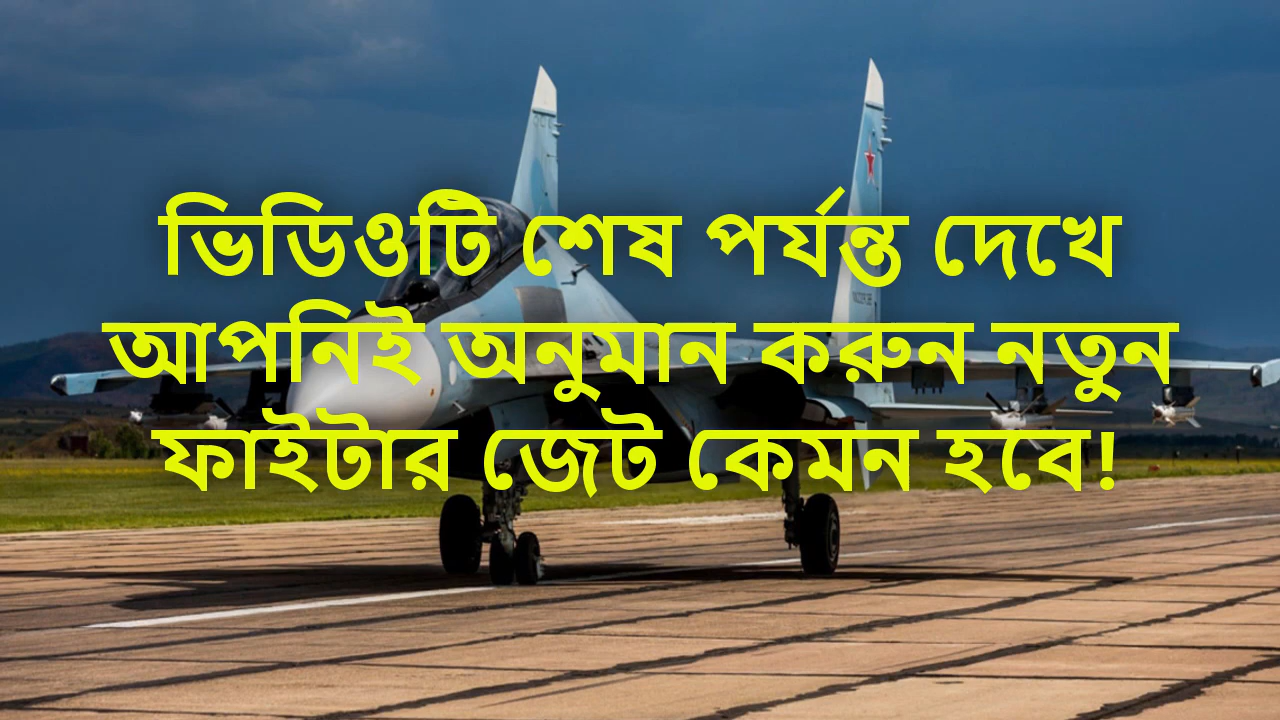 ভিডিওটি শেষ পর্যন্ত দেখে
আপনিই অনুমান করুন নতুন
ফাইটার জেট কেমন হবে!